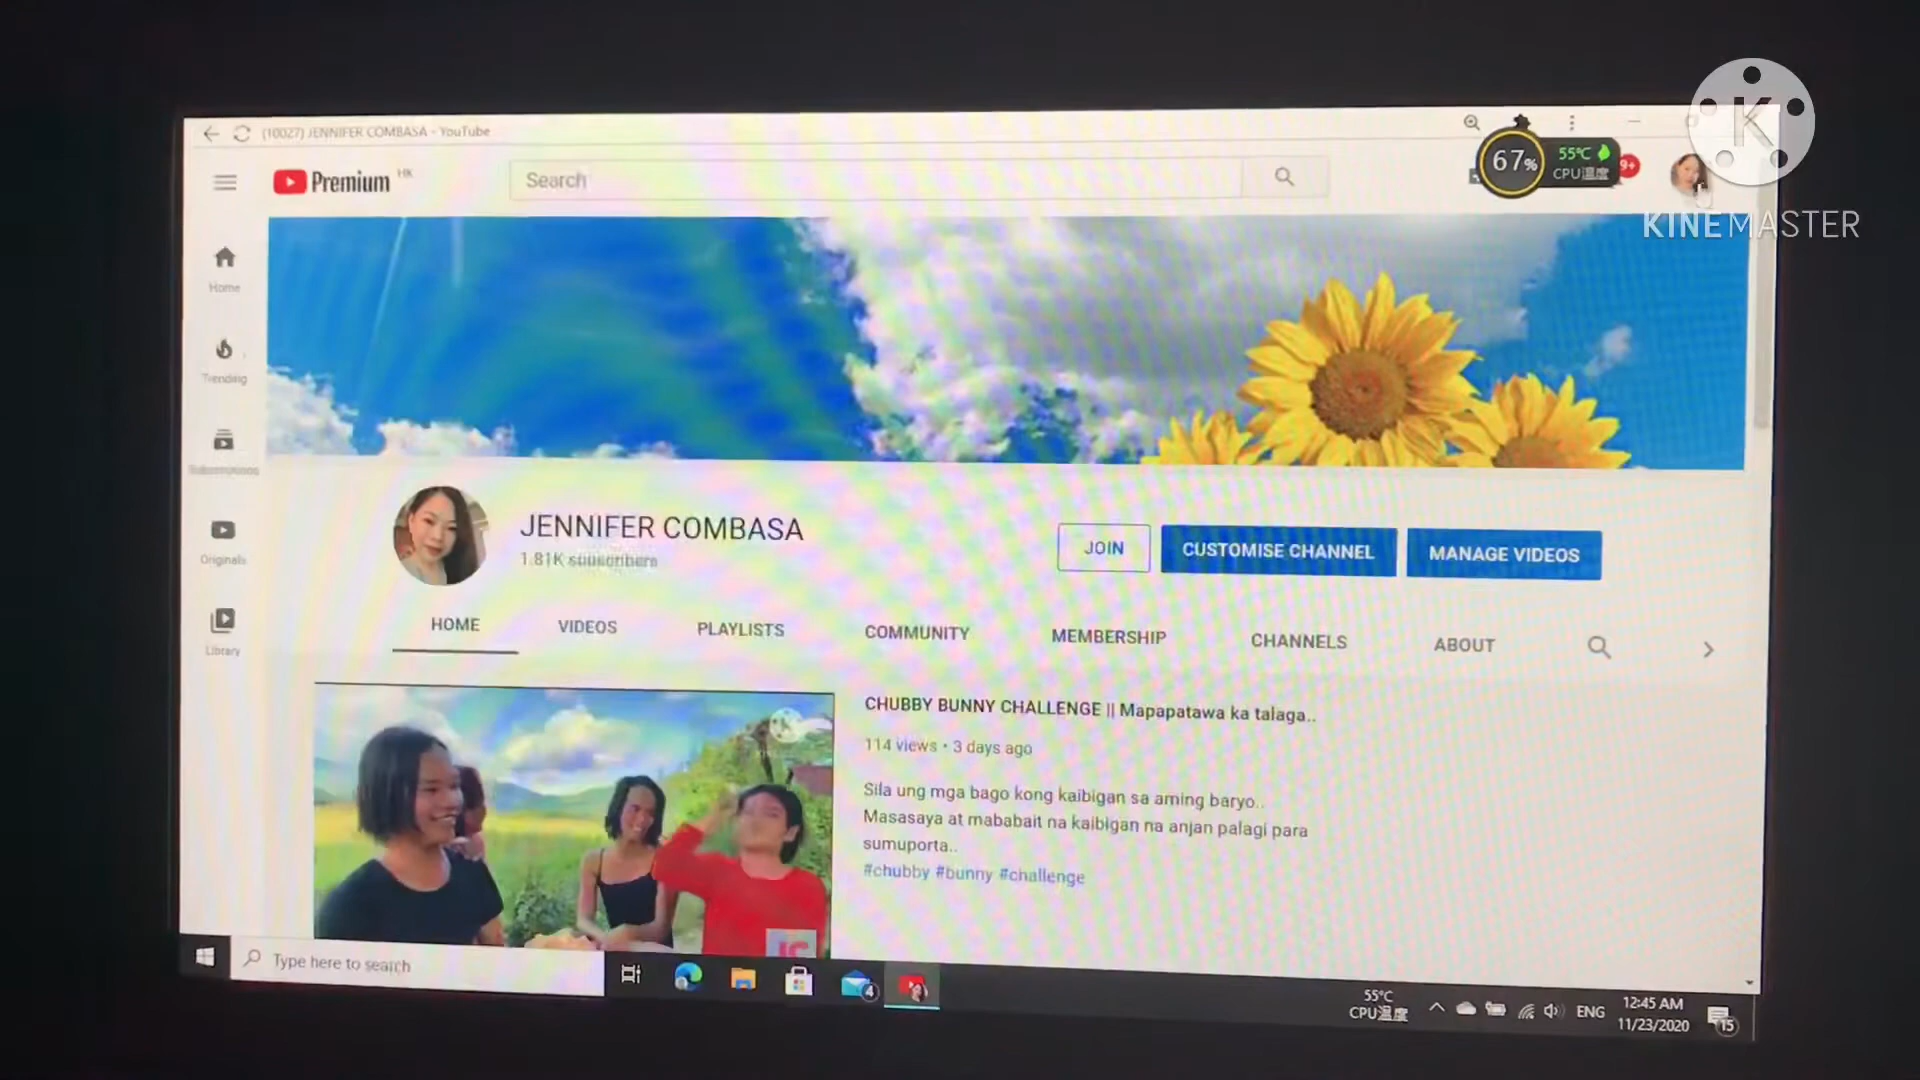 (10027) JENNIFER COMBASA - YouTube
Premium HK
Search
67%
55°C
CPU温度
9+
K
KINEMASTER
Home
Trending
Subscriptions
Originals
Library
JENNIFER COMBASA
1.81K subscribers
JOIN
CUSTOMISE CHANNEL
MANAGE VIDEOS
HOME
VIDEOS
PLAYLISTS
COMMUNITY
MEMBERSHIP
CHANNELS
ABOUT
CHUBBY BUNNY CHALLENGE || Mapapatawa ka talaga..
114 views • 3 days ago
Sila ung mga bago kong kaibigan sa aming baryo..
Masasaya at mababait na kaibigan na anjan palagi para
sumuporta..
#chubby #bunny #challenge
JC
Type here to search
4
55°C
CPU温度
ENG
12:45 AM
11/23/2020
15